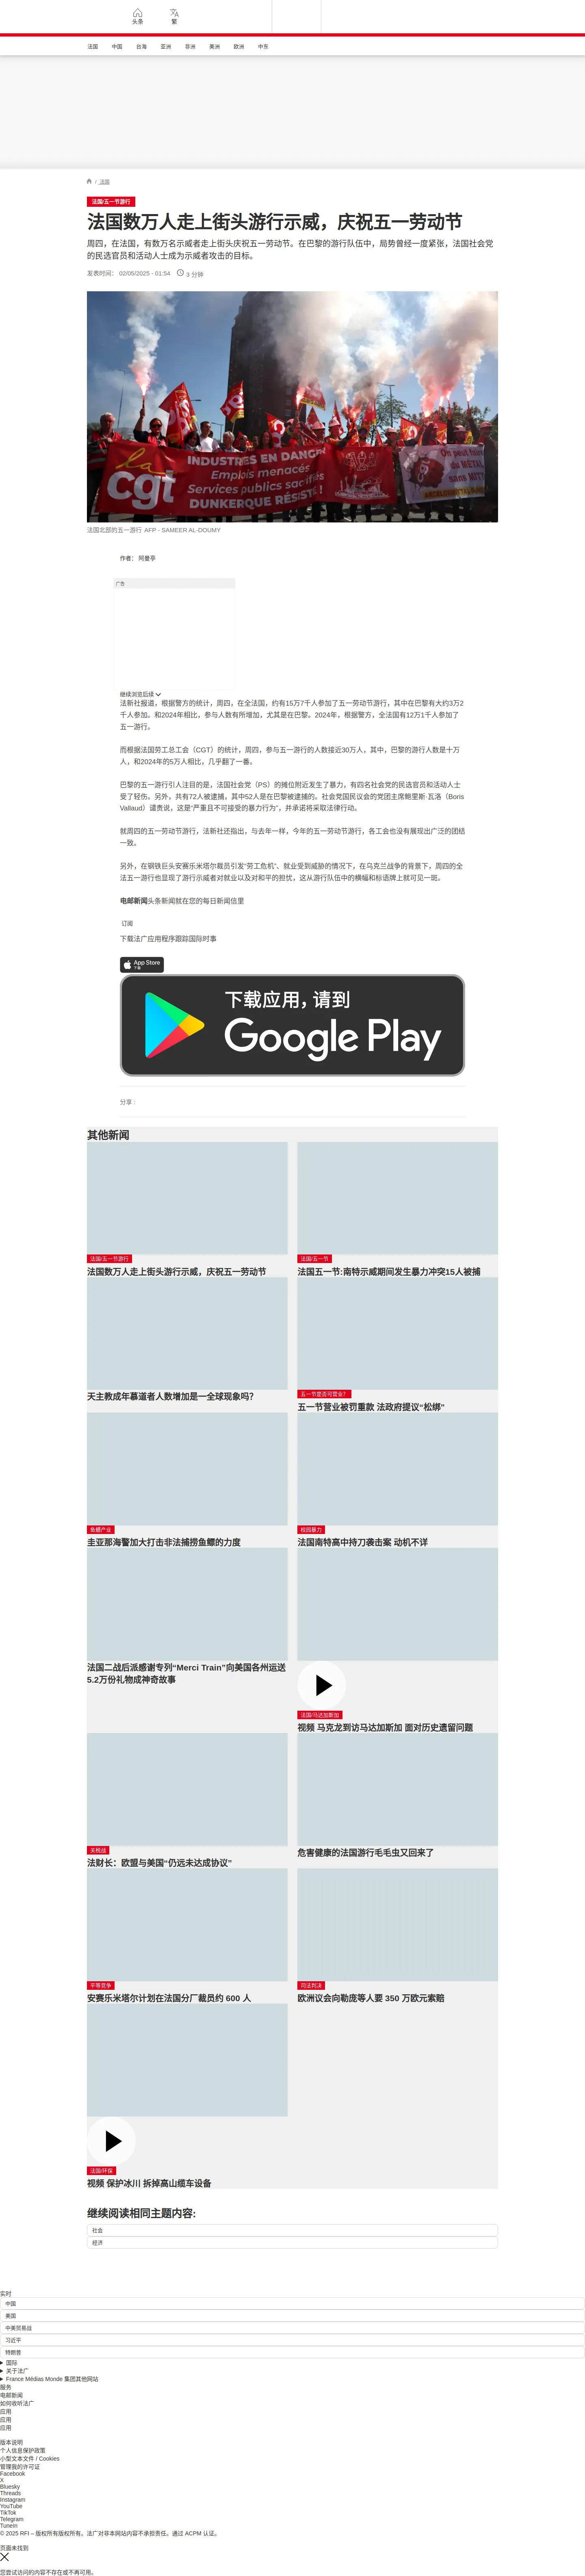 头条
繁
法国
中国
台海
亚洲
非洲
美洲
欧洲
中东
/ 法国
法国/五一节游行
法国数万人走上街头游行示威，庆祝五一劳动节
周四，在法国，有数万名示威者走上街头庆祝五一劳动节。在巴黎的游行队伍中，局势曾经一度紧张，法国社会党
的民选官员和活动人士成为示威者攻击的目标。
发表时间： 02/05/2025 - 01:54
3 分钟
la
cgt
INDUSTRIES EN DANGER
Emplois menacés
Services publics
DUNKERQUE RÉSISTE
法国北部的五一游行 AFP - SAMEER AL-DOUMY
作者： 阿曼亭
广告
继续浏览后续
法新社报道，根据警方的统计，周四，在全法国，约有15万7千人参加了五一劳动节游行，其中在巴黎有大约3万2
千人参加。和2024年相比，参与人数有所增加，尤其是在巴黎。2024年，根据警方，全法国有12万1千人参加了
五一游行。
而根据法国劳工总工会（CGT）的统计，周四，参与五一游行的人数接近30万人，其中，巴黎的游行人数是十万
人，和2024年的5万人相比，几乎翻了一番。
巴黎的五一游行引人注目的是，法国社会党（PS）的摊位附近发生了暴力，有四名社会党的民选官员和活动人士
受了轻伤。另外，共有72人被逮捕，其中52人是在巴黎被逮捕的。社会党国民议会的党团主席鲍里斯·瓦洛（Boris
Vallaud）谴责说，这是“严重且不可接受的暴力行为”，并承诺将采取法律行动。
就周四的五一劳动节游行，法新社还指出，与去年一样，今年的五一劳动节游行，各工会也没有展现出广泛的团结
一致。
另外，在钢铁巨头安赛乐米塔尔裁员引发“劳工危机”、就业受到威胁的情况下，在乌克兰战争的背景下，周四的全
法五一游行也显现了游行示威者对就业以及对和平的担忧，这从游行队伍中的横幅和标语牌上就可见一斑。
电邮新闻头条新闻就在您的每日新闻信里
订阅
下载法广应用程序跟踪国际时事
App Store
下载
下载应用，请到
Google Play
分享 :
其他新闻
法国/五一节游行
法国数万人走上街头游行示威，庆祝五一劳动节
法国/五一节
法国五一节:南特示威期间发生暴力冲突15人被捕
天主教成年慕道者人数增加是一全球现象吗？
五一节是否可营业？
五一节营业被罚重款 法政府提议“松绑”
鱼鳔产业
圭亚那海警加大打击非法捕捞鱼鳔的力度
校园暴力
法国南特高中持刀袭击案 动机不详
法国二战后派感谢专列“Merci Train”向美国各州运送
5.2万份礼物成神奇故事
法国/马达加斯加
视频 马克龙到访马达加斯加 面对历史遗留问题
关税战
法财长：欧盟与美国“仍远未达成协议”
危害健康的法国游行毛毛虫又回来了
平等竞争
安赛乐米塔尔计划在法国分厂裁员约 600 人
司法判决
欧洲议会向勒庞等人要 350 万欧元索赔
法国/环保
视频 保护冰川 拆掉高山缆车设备
继续阅读相同主题内容:
社会
经济
实时
中国
美国
中美贸易战
习近平
特朗普
国际
关于法广
France Médias Monde 集团其他网站
服务
电邮新闻
如何收听法广
应用
应用
应用
版本说明
个人信息保护政策
小型文本文件 / Cookies
管理我的许可证
Facebook
X
Bluesky
Threads
Instagram
YouTube
TikTok
Telegram
TuneIn
© 2025 RFI – 版权所有版权所有。法广对非本网站内容不承担责任。通过 ACPM 认证。
页面未找到
您尝试访问的内容不存在或不再可用。